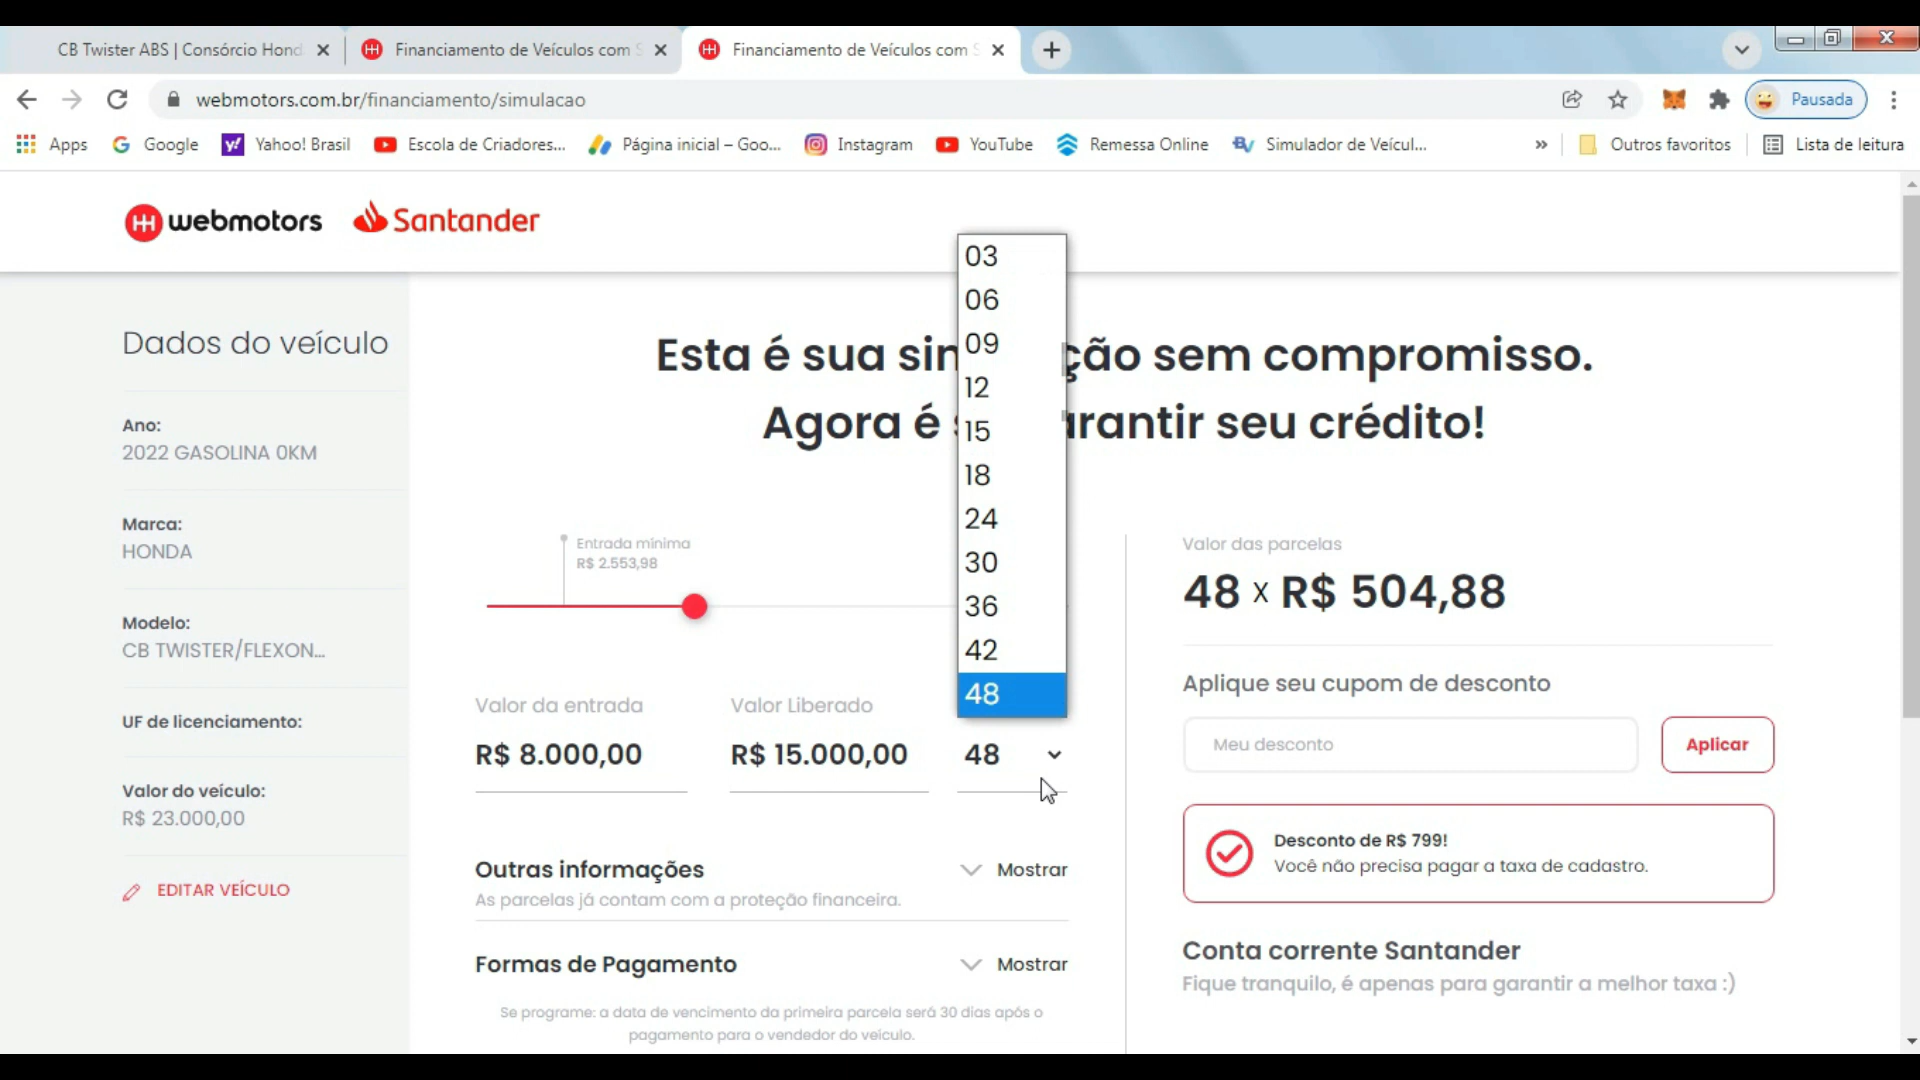 CB Twister ABS | Consórcio Hond
Financiamento de Veículos com S
Financiamento de Veículos com S
webmotors.com.br/financiamento/simulacao
Pausada
Apps
Google
Yahoo! Brasil
Escola de Criadores...
Página inicial – Goo...
Instagram
YouTube
Remessa Online
Simulador de Veícul...
»
Outros favoritos
Lista de leitura
webmotors
Santander
Dados do veículo
Ano:
2022 GASOLINA 0KM
Marca:
HONDA
Modelo:
CB TWISTER/FLEXON...
UF de licenciamento:
Valor do veículo:
R$ 23.000,00
EDITAR VEÍCULO
Esta é sua sin ção sem compromisso.
Agora é s arantir seu crédito!
03
06
09
12
15
18
24
30
36
42
48
Entrada mínima
R$ 2.553,98
Valor da entrada
R$ 8.000,00
Valor Liberado
R$ 15.000,00
48
Outras informações
Mostrar
As parcelas já contam com a proteção financeira.
Formas de Pagamento
Mostrar
Se programe: a data de vencimento da primeira parcela será 30 dias após o
pagamento para o vendedor do veículo.
Valor das parcelas
48 X R$ 504,88
Aplique seu cupom de desconto
Meu desconto
Aplicar
Desconto de R$ 799!
Você não precisa pagar a taxa de cadastro.
Conta corrente Santander
Fique tranquilo, é apenas para garantir a melhor taxa :)